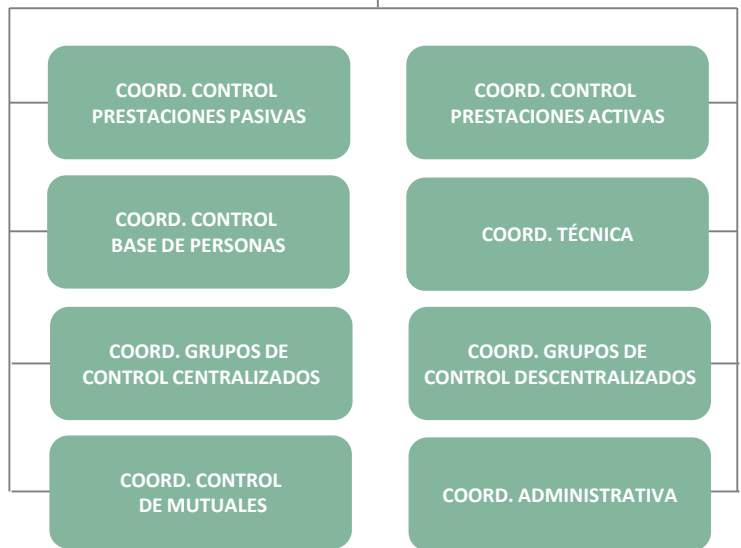 COORD. CONTROL
PRESTACIONES PASIVAS
COORD. CONTROL
PRESTACIONES ACTIVAS
COORD. CONTROL
BASE DE PERSONAS
COORD. TÉCNICA
COORD. GRUPOS DE
CONTROL CENTRALIZADOS
COORD. GRUPOS DE
CONTROL DESCENTRALIZADOS
COORD. CONTROL
DE MUTUALES
COORD. ADMINISTRATIVA